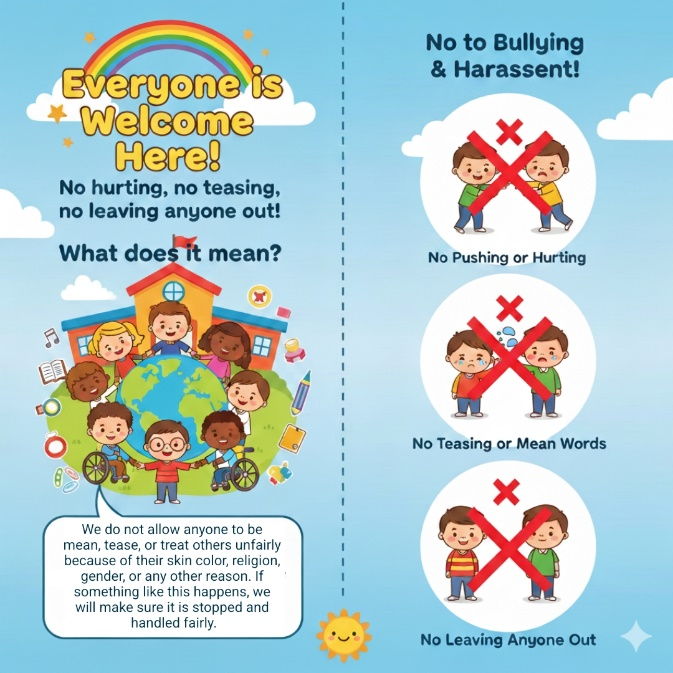 Everyone is
Welcome
Here!
No hurting, no teasing,
no leaving anyone out!
What does it mean?
We do not allow anyone to be
mean, tease, or treat others unfairly
because of their skin color, religion,
gender, or any other reason. If
something like this happens, we
will make sure it is stopped and
handled fairly.
No to Bullying
& Harassent!
No Pushing or Hurting
No Teasing or Mean Words
No Leaving Anyone Out